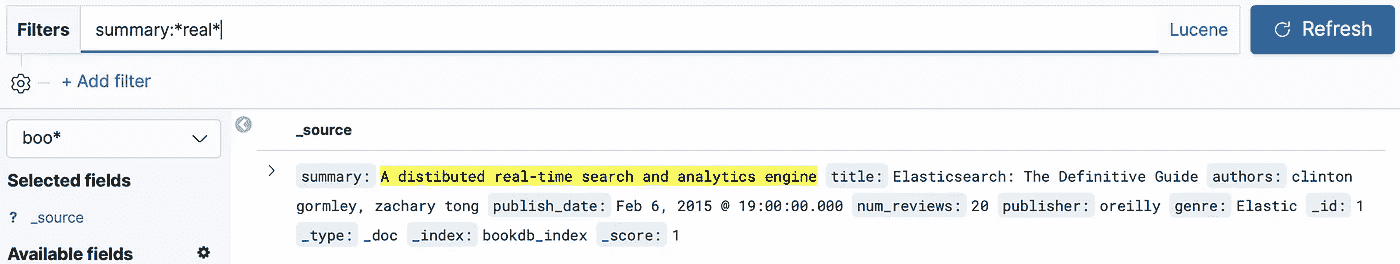 Filters summary:*real* Lucene Refresh
+ Add filter
boo*
_source
Selected fields
? _source
Available fields
summary: A distibuted real-time search and analytics engine title: Elasticsearch: The Definitive Guide authors: clinton
gormley, zachary tong publish_date: Feb 6, 2015 @ 19:00:00.000 num_reviews: 20 publisher: oreilly genre: Elastic _id: 1
_type: _doc _index: bookdb_index _score: 1